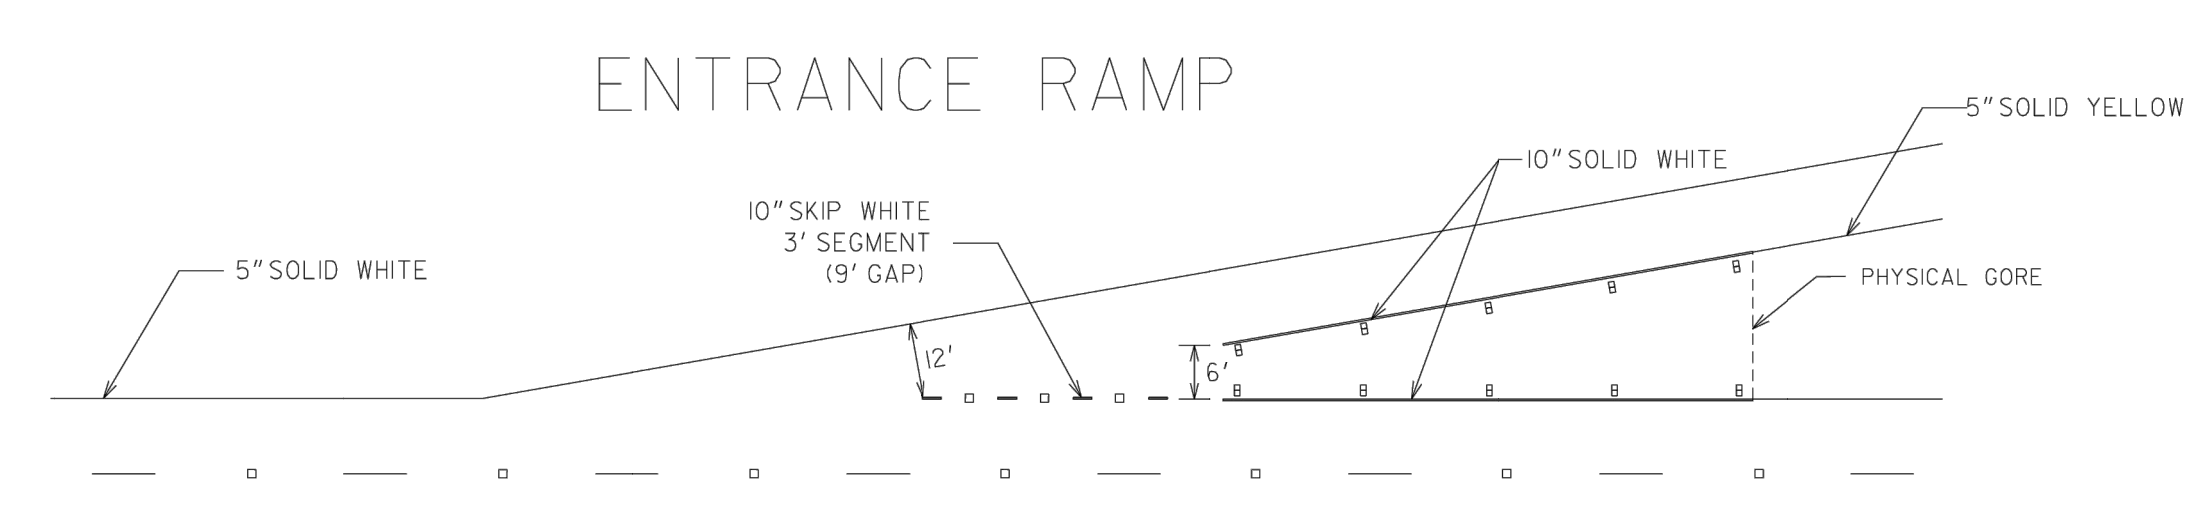 ENTRANCE RAMP
5" SOLID YELLOW
10" SOLID WHITE
10" SKIP WHITE
3' SEGMENT
(9' GAP)
5" SOLID WHITE
PHYSICAL GORE
12'
6'